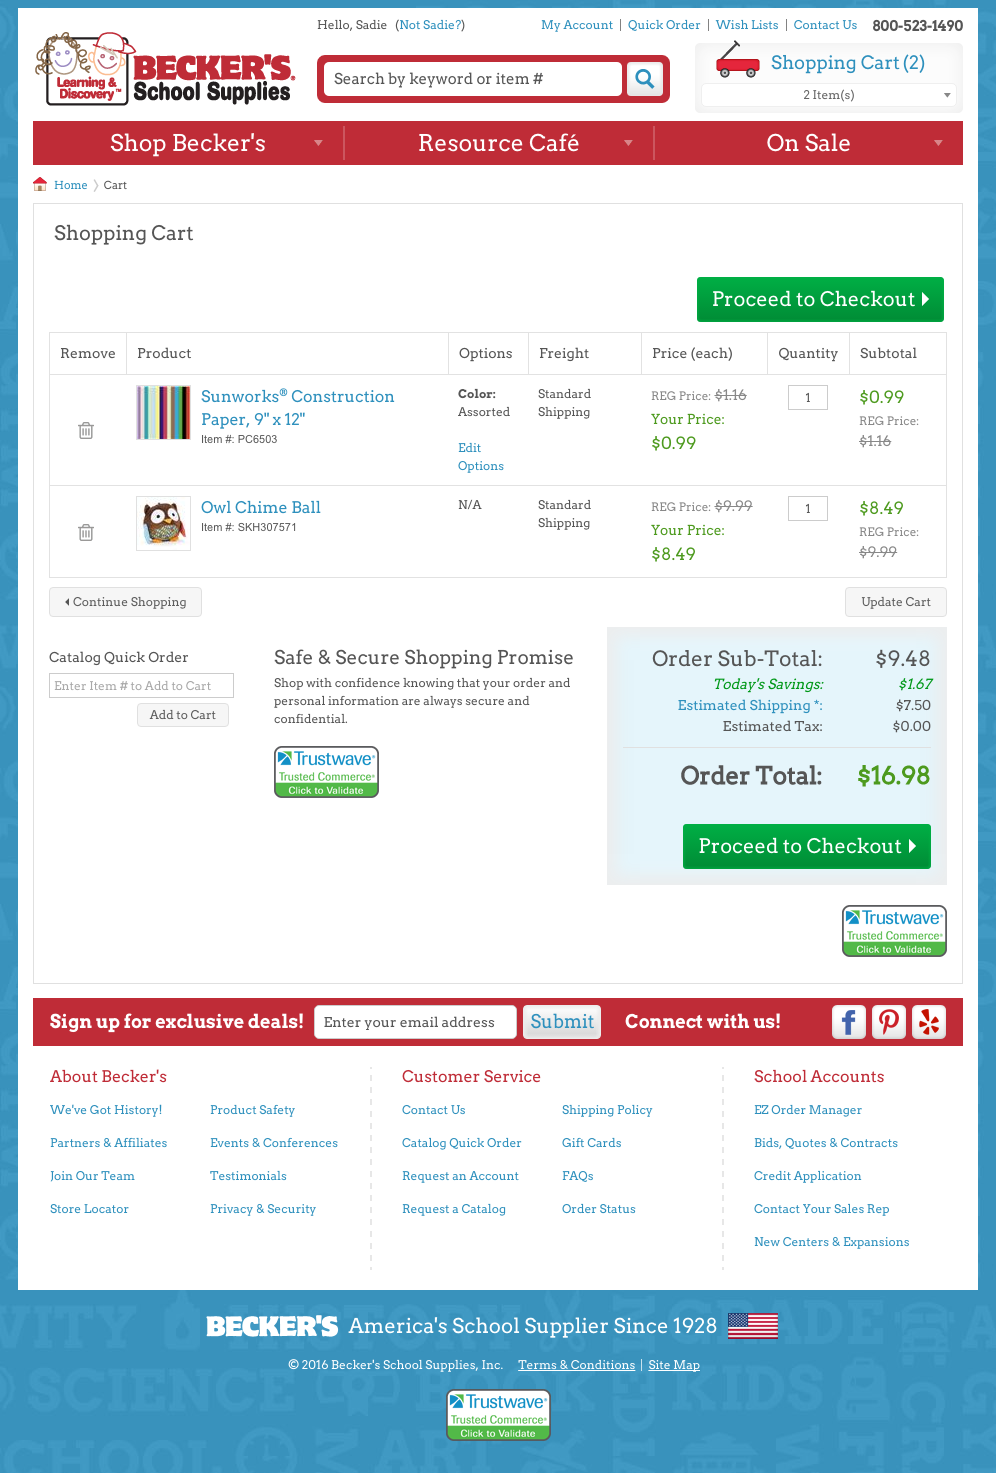 Hello, Sadie (Not Sadie?)
My Account | Quick Order | Wish Lists | Contact Us 800-523-1490
Learning &
Discovery™
BECKER'S®
School Supplies
Search by keyword or item #
Shopping Cart (2)
2 Item(s)
Shop Becker's
Resource Café
On Sale
Home Cart
Shopping Cart
Proceed to Checkout
Remove Product Options Freight Price (each) Quantity Subtotal
Sunworks® Construction
Paper, 9" x 12"
Item #: PC6503
Color:
Assorted
Edit
Options
Standard
Shipping
REG Price: $1.16
Your Price:
$0.99
1
$0.99
REG Price:
$1.16
Owl Chime Ball
Item #: SKH307571
N/A
Standard
Shipping
REG Price: $9.99
Your Price:
$8.49
1
$8.49
REG Price:
$9.99
Continue Shopping
Update Cart
Catalog Quick Order
Enter Item # to Add to Cart
Add to Cart
Safe & Secure Shopping Promise
Shop with confidence knowing that your order and
personal information are always secure and
confidential.
Trustwave®
Trusted Commerce®
Click to Validate
Order Sub-Total: $9.48
Today's Savings: $1.67
Estimated Shipping *: $7.50
Estimated Tax: $0.00
Order Total: $16.98
Proceed to Checkout
Trustwave®
Trusted Commerce®
Click to Validate
Sign up for exclusive deals!
Enter your email address
Submit
Connect with us!
About Becker's
We've Got History!
Product Safety
Partners & Affiliates
Events & Conferences
Join Our Team
Testimonials
Store Locator
Privacy & Security
Customer Service
Contact Us
Shipping Policy
Catalog Quick Order
Gift Cards
Request an Account
FAQs
Request a Catalog
Order Status
School Accounts
EZ Order Manager
Bids, Quotes & Contracts
Credit Application
Contact Your Sales Rep
New Centers & Expansions
BECKER'S America's School Supplier Since 1928
© 2016 Becker's School Supplies, Inc. Terms & Conditions | Site Map
Trustwave®
Trusted Commerce®
Click to Validate
SCIENCE
KIDS
SCHOOL
ART